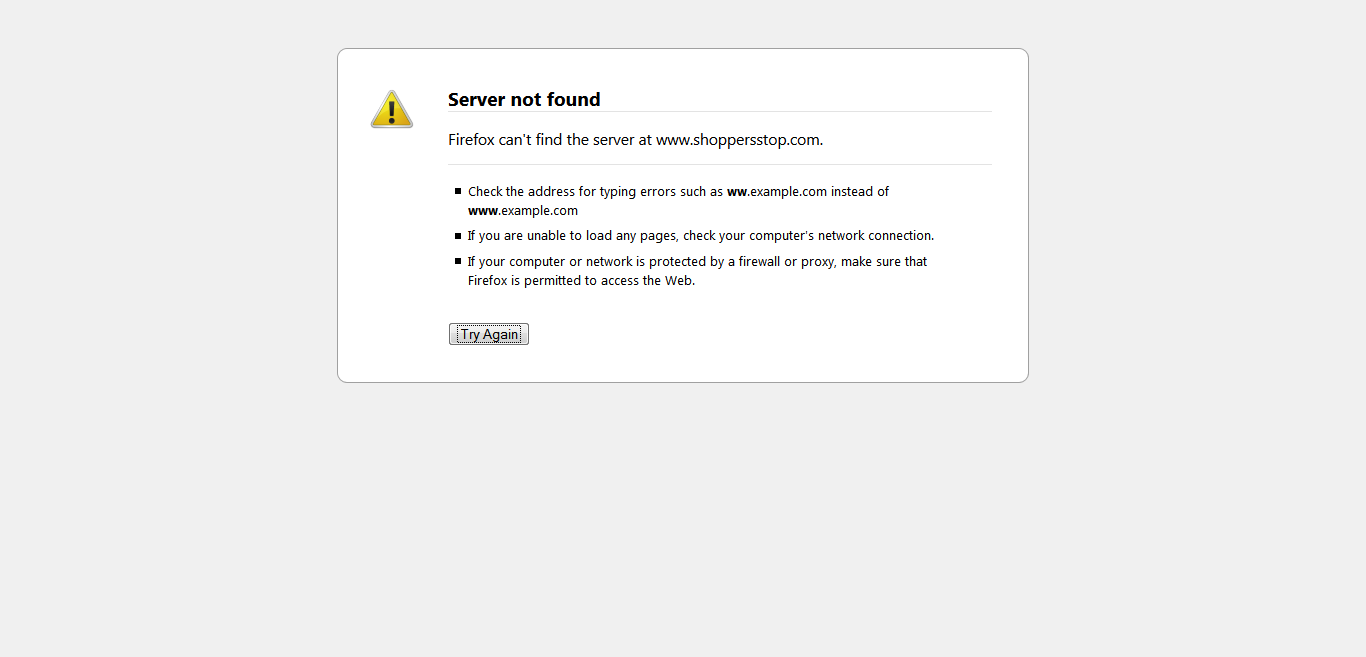 Server not found
Firefox can't find the server at www.shoppersstop.com.
Check the address for typing errors such as ww.example.com instead of
www.example.com
If you are unable to load any pages, check your computer's network connection.
If your computer or network is protected by a firewall or proxy, make sure that
Firefox is permitted to access the Web.
Try Again